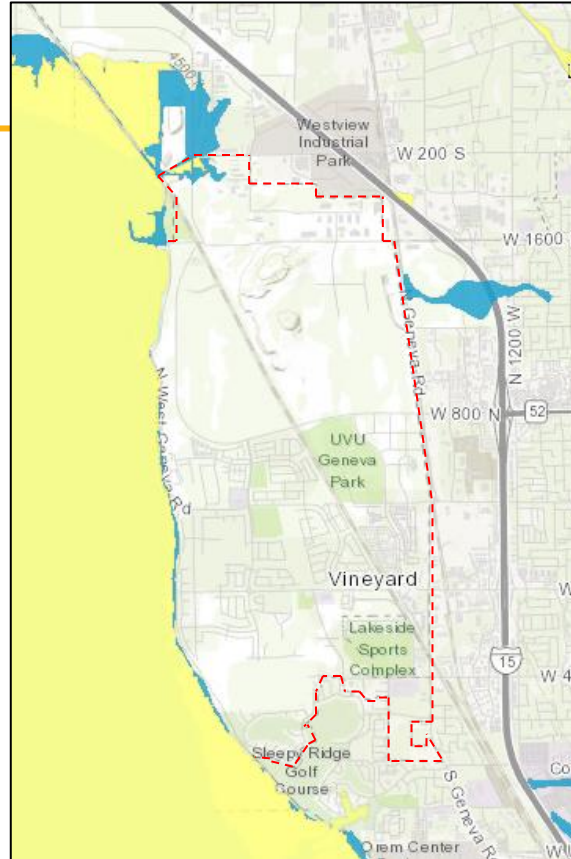 4500
Westview
Industrial
Park
W 200 S
W 1600
N 1200 W
Geneva Rd
W 800 N
52
N West Geneva Rd
UVU
Geneva
Park
Vineyard
W
Lakeside
Sports
Complex
15
W 4
Sleepy Ridge
Golf
Course
S Geneva R
Co
Orem Center
W